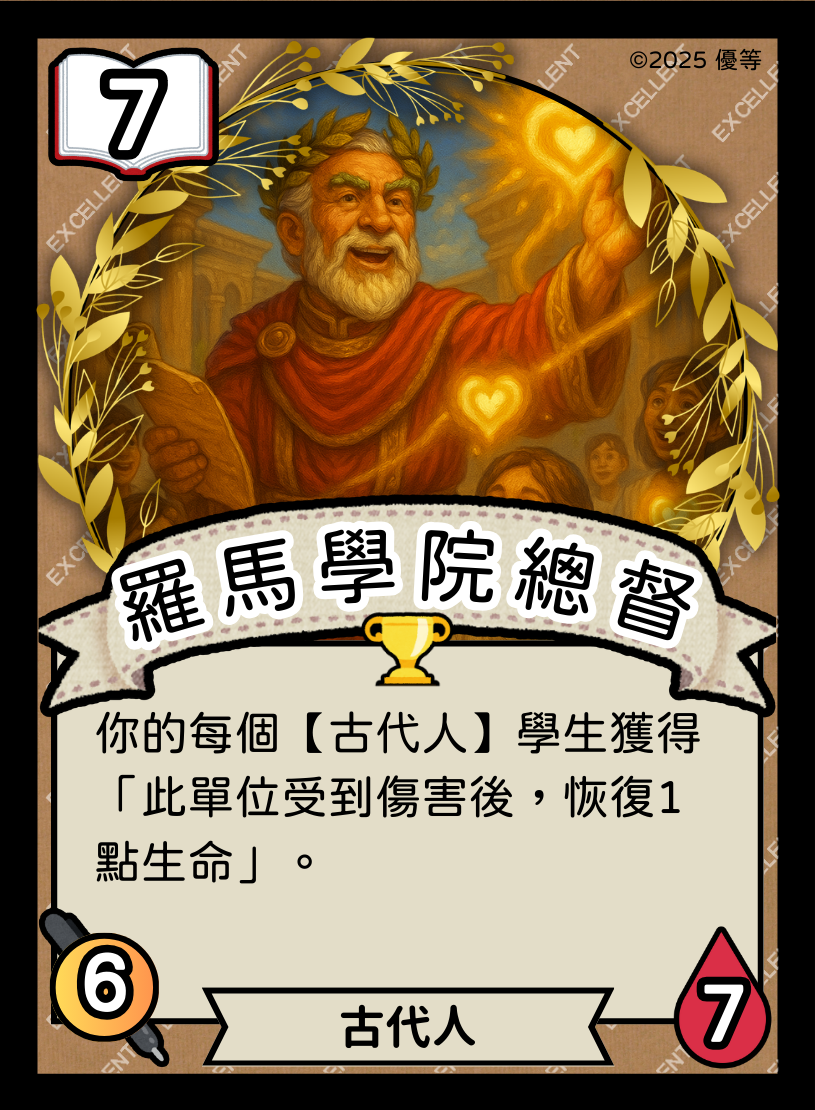 7
©2025 優等
羅馬學院總督
你的每個【古代人】學生獲得
「此單位受到傷害後，恢復1
點生命」。
6
古代人
7
EXCELLENT